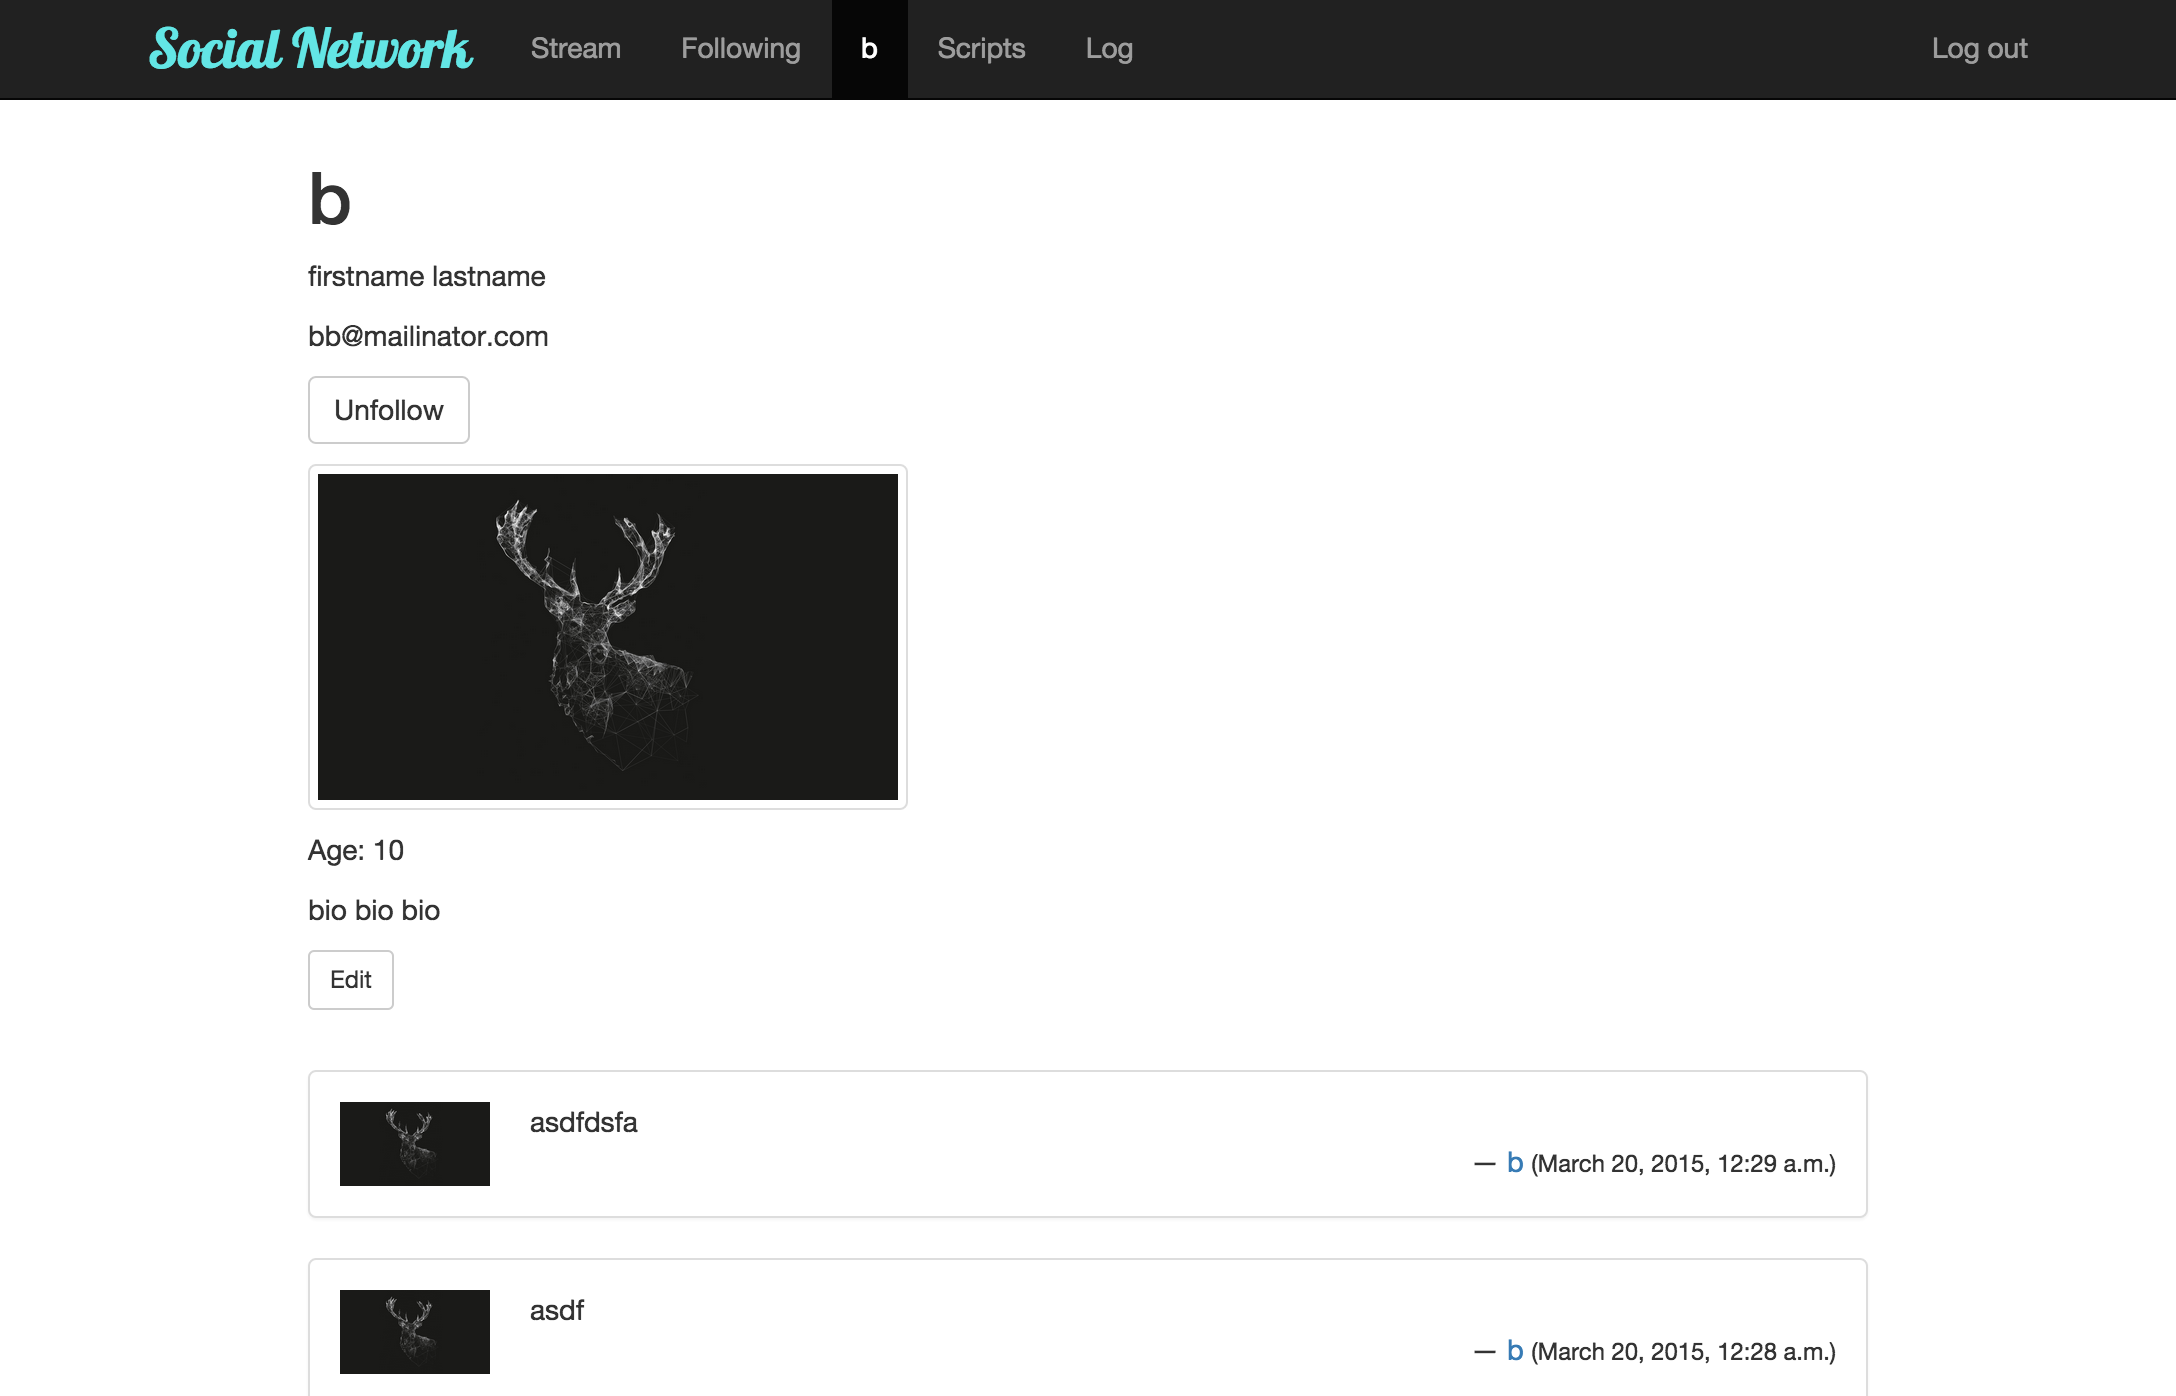 Social Network Stream Following b Scripts Log Log out
b
firstname lastname
bb@mailinator.com
Unfollow
Age: 10
bio bio bio
Edit
asdfdsfa
— b (March 20, 2015, 12:29 a.m.)
asdf
— b (March 20, 2015, 12:28 a.m.)